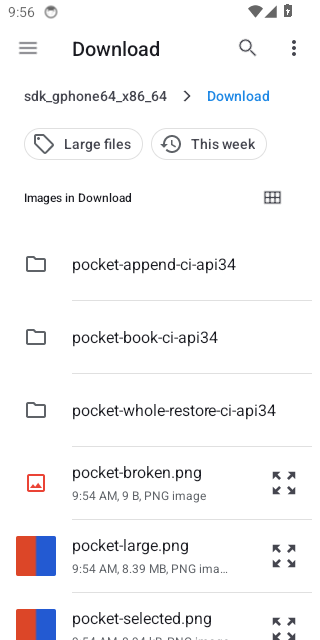 9:56
Download
sdk_gphone64_x86_64 > Download
Large files
This week
Images in Download
pocket-append-ci-api34
pocket-book-ci-api34
pocket-whole-restore-ci-api34
pocket-broken.png
9:54 AM, 9 B, PNG image
pocket-large.png
9:54 AM, 8.39 MB, PNG ima...
pocket-selected.png